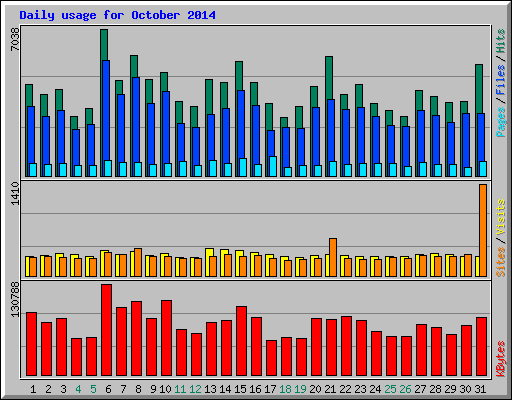 Daily usage for October 2014
7038
Pages / Files / Hits
1410
Sites / Visits
130788
KBytes
1 2 3 4 5 6 7 8 9 10 11 12 13 14 15 16 17 18 19 20 21 22 23 24 25 26 27 28 29 30 31